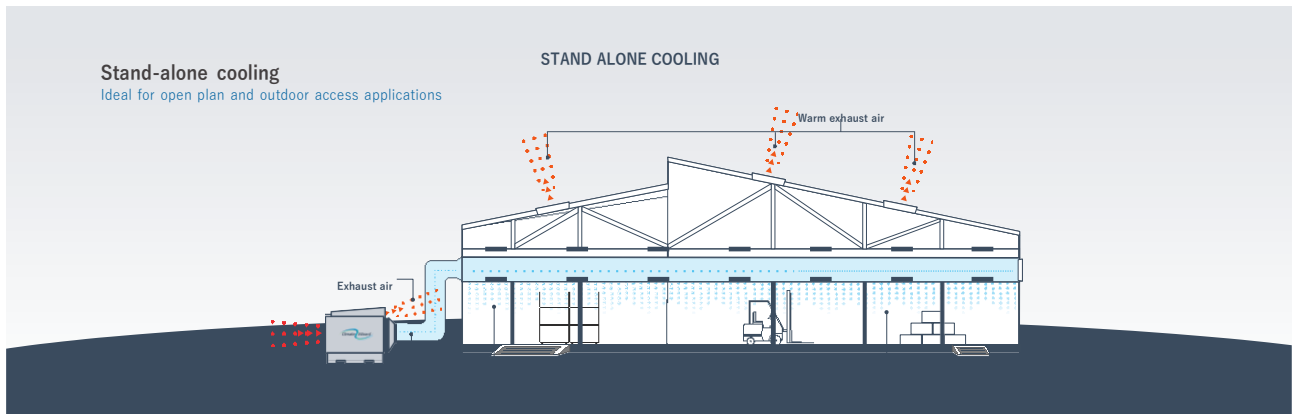 STAND ALONE COOLING
Stand-alone cooling
Ideal for open plan and outdoor access applications
Warm exhaust air
Exhaust air